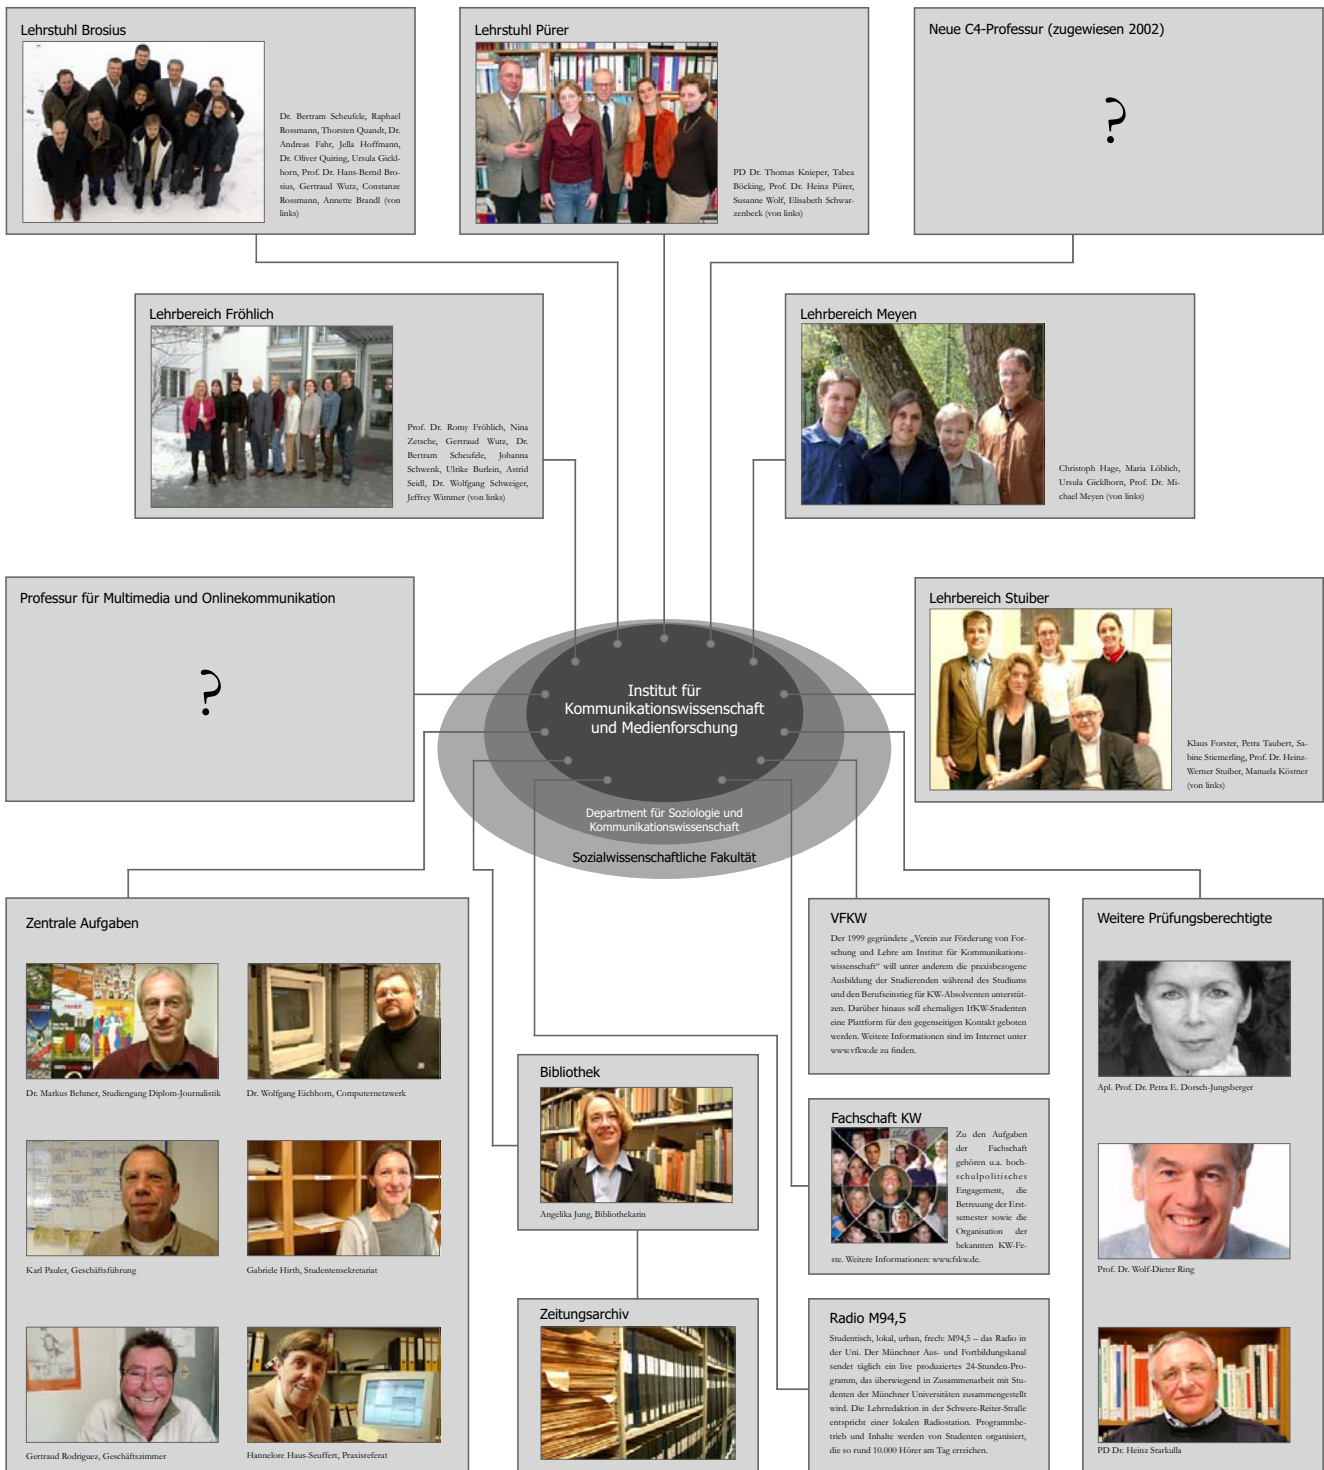 Lehrstuhl Brosius
Dr. Bertram Scheufele, Raphael
Rossmann, Thorsten Quandt, Dr.
Andreas Fahr, Jella Hoffmann,
Dr. Oliver Quiring, Ursula Gickl-
horn, Prof. Dr. Hans-Bernd Bro-
sius, Gertraud Wutz, Constanze
Rossmann, Annette Brandl (von
links)
Lehrstuhl Pürer
PD Dr. Thomas Knieper, Tabea
Böcking, Prof. Dr. Heinz Pürer,
Susanne Wolf, Elisabeth Schwar-
zenbeck (von links)
Neue C4-Professur (zugewiesen 2002)
?
Lehrbereich Fröhlich
Prof. Dr. Romy Fröhlich, Nina
Zetsche, Gertraud Wutz, Dr.
Bertram Scheufele, Johanna
Schwenk, Ulrike Burlein, Astrid
Seidl, Dr. Wolfgang Schweiger,
Jeffrey Wimmer (von links)
Lehrbereich Meyen
Christoph Hage, Maria Löblich,
Ursula Gicklhorn, Prof. Dr. Mi-
chael Meyen (von links)
Professur für Multimedia und Onlinekommunikation
?
Lehrbereich Stuiber
Klaus Forster, Petra Taubert, Sa-
bine Stiemerling, Prof. Dr. Heinz-
Werner Stuiber, Manuela Köstner
(von links)
Institut für
Kommunikationswissenschaft
und Medienforschung
Department für Soziologie und
Kommunikationswissenschaft
Sozialwissenschaftliche Fakultät
Zentrale Aufgaben
Dr. Markus Behmer, Studiengang Diplom-Journalistik
Dr. Wolfgang Eichhorn, Computernetzwerk
Karl Pauler, Geschäftsführung
Gabriele Hirth, Studentensekretariat
Gertraud Rodriguez, Geschäftszimmer
Hannelore Haus-Seuffert, Praxisreferat
Bibliothek
Angelika Jung, Bibliothekarin
Zeitungsarchiv
VFKW
Der 1999 gegründete „Verein zur Förderung von For-
schung und Lehre am Institut für Kommunikations-
wissenschaft“ will unter anderem die praxisbezogene
Ausbildung der Studierenden während des Studiums
und den Berufseinstieg für KW-Absolventen unterstüt-
zen. Darüber hinaus soll ehemaligen IfKW-Studenten
eine Plattform für den gegenseitigen Kontakt geboten
werden. Weitere Informationen sind im Internet unter
www.vfkw.de zu finden.
Fachschaft KW
Zu den Aufgaben
der Fachschaft
gehören u.a. hoch-
schulpolitisches
Engagement, die
Betreuung der Erst-
semester sowie die
Organisation der
bekannten KW-Fe-
ste. Weitere Informationen: www.fskw.de.
Radio M94,5
Studentisch, lokal, urban, frech: M94,5 – das Radio in
der Uni. Der Münchner Aus- und Fortbildungskanal
sendet täglich ein live produziertes 24-Stunden-Pro-
gramm, das überwiegend in Zusammenarbeit mit Stu-
denten der Münchner Universitäten zusammengestellt
wird. Die Lehrredaktion in der Schwere-Reiter-Straße
entspricht einer lokalen Radiostation. Programmbe-
trieb und Inhalte werden von Studenten organisiert,
die so rund 10.000 Hörer am Tag erreichen.
Weitere Prüfungsberechtigte
Apl. Prof. Dr. Petra E. Dorsch-Jungsberger
Prof. Dr. Wolf-Dieter Ring
PD Dr. Heinz Starkulla